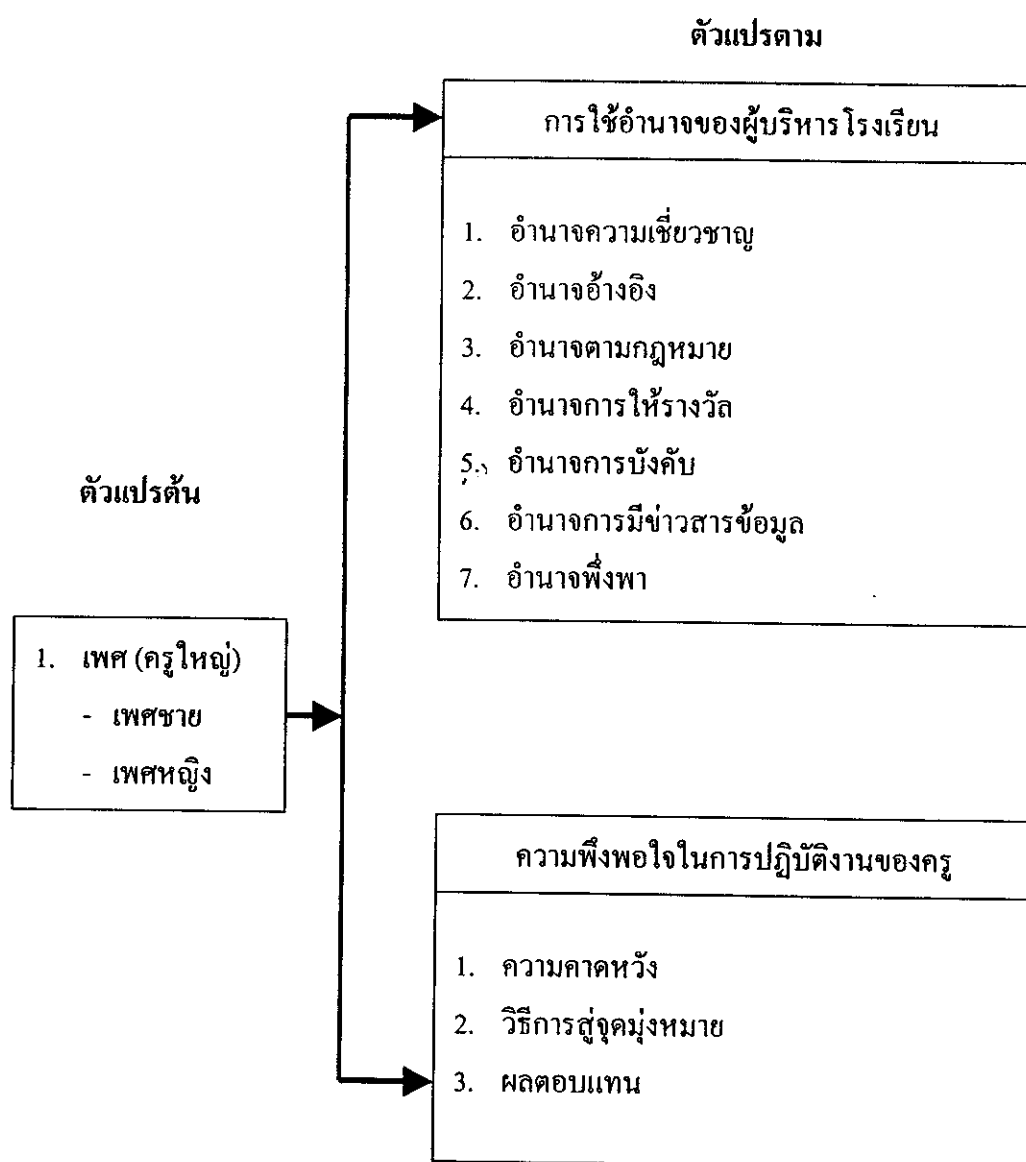 ตัวแปรตาม
การใช้อำนาจของผู้บริหารโรงเรียน
1. อำนาจความเชี่ยวชาญ
2. อำนาจอ้างอิง
3. อำนาจตามกฎหมาย
4. อำนาจการให้รางวัล
5. อำนาจการบังคับ
6. อำนาจการมีข่าวสารข้อมูล
7. อำนาจพึ่งพา
ตัวแปรต้น
1. เพศ (ครูใหญ่)
- เพศชาย
- เพศหญิง
ความพึงพอใจในการปฏิบัติงานของครู
1. ความคาดหวัง
2. วิธีการสู่จุดมุ่งหมาย
3. ผลตอบแทน